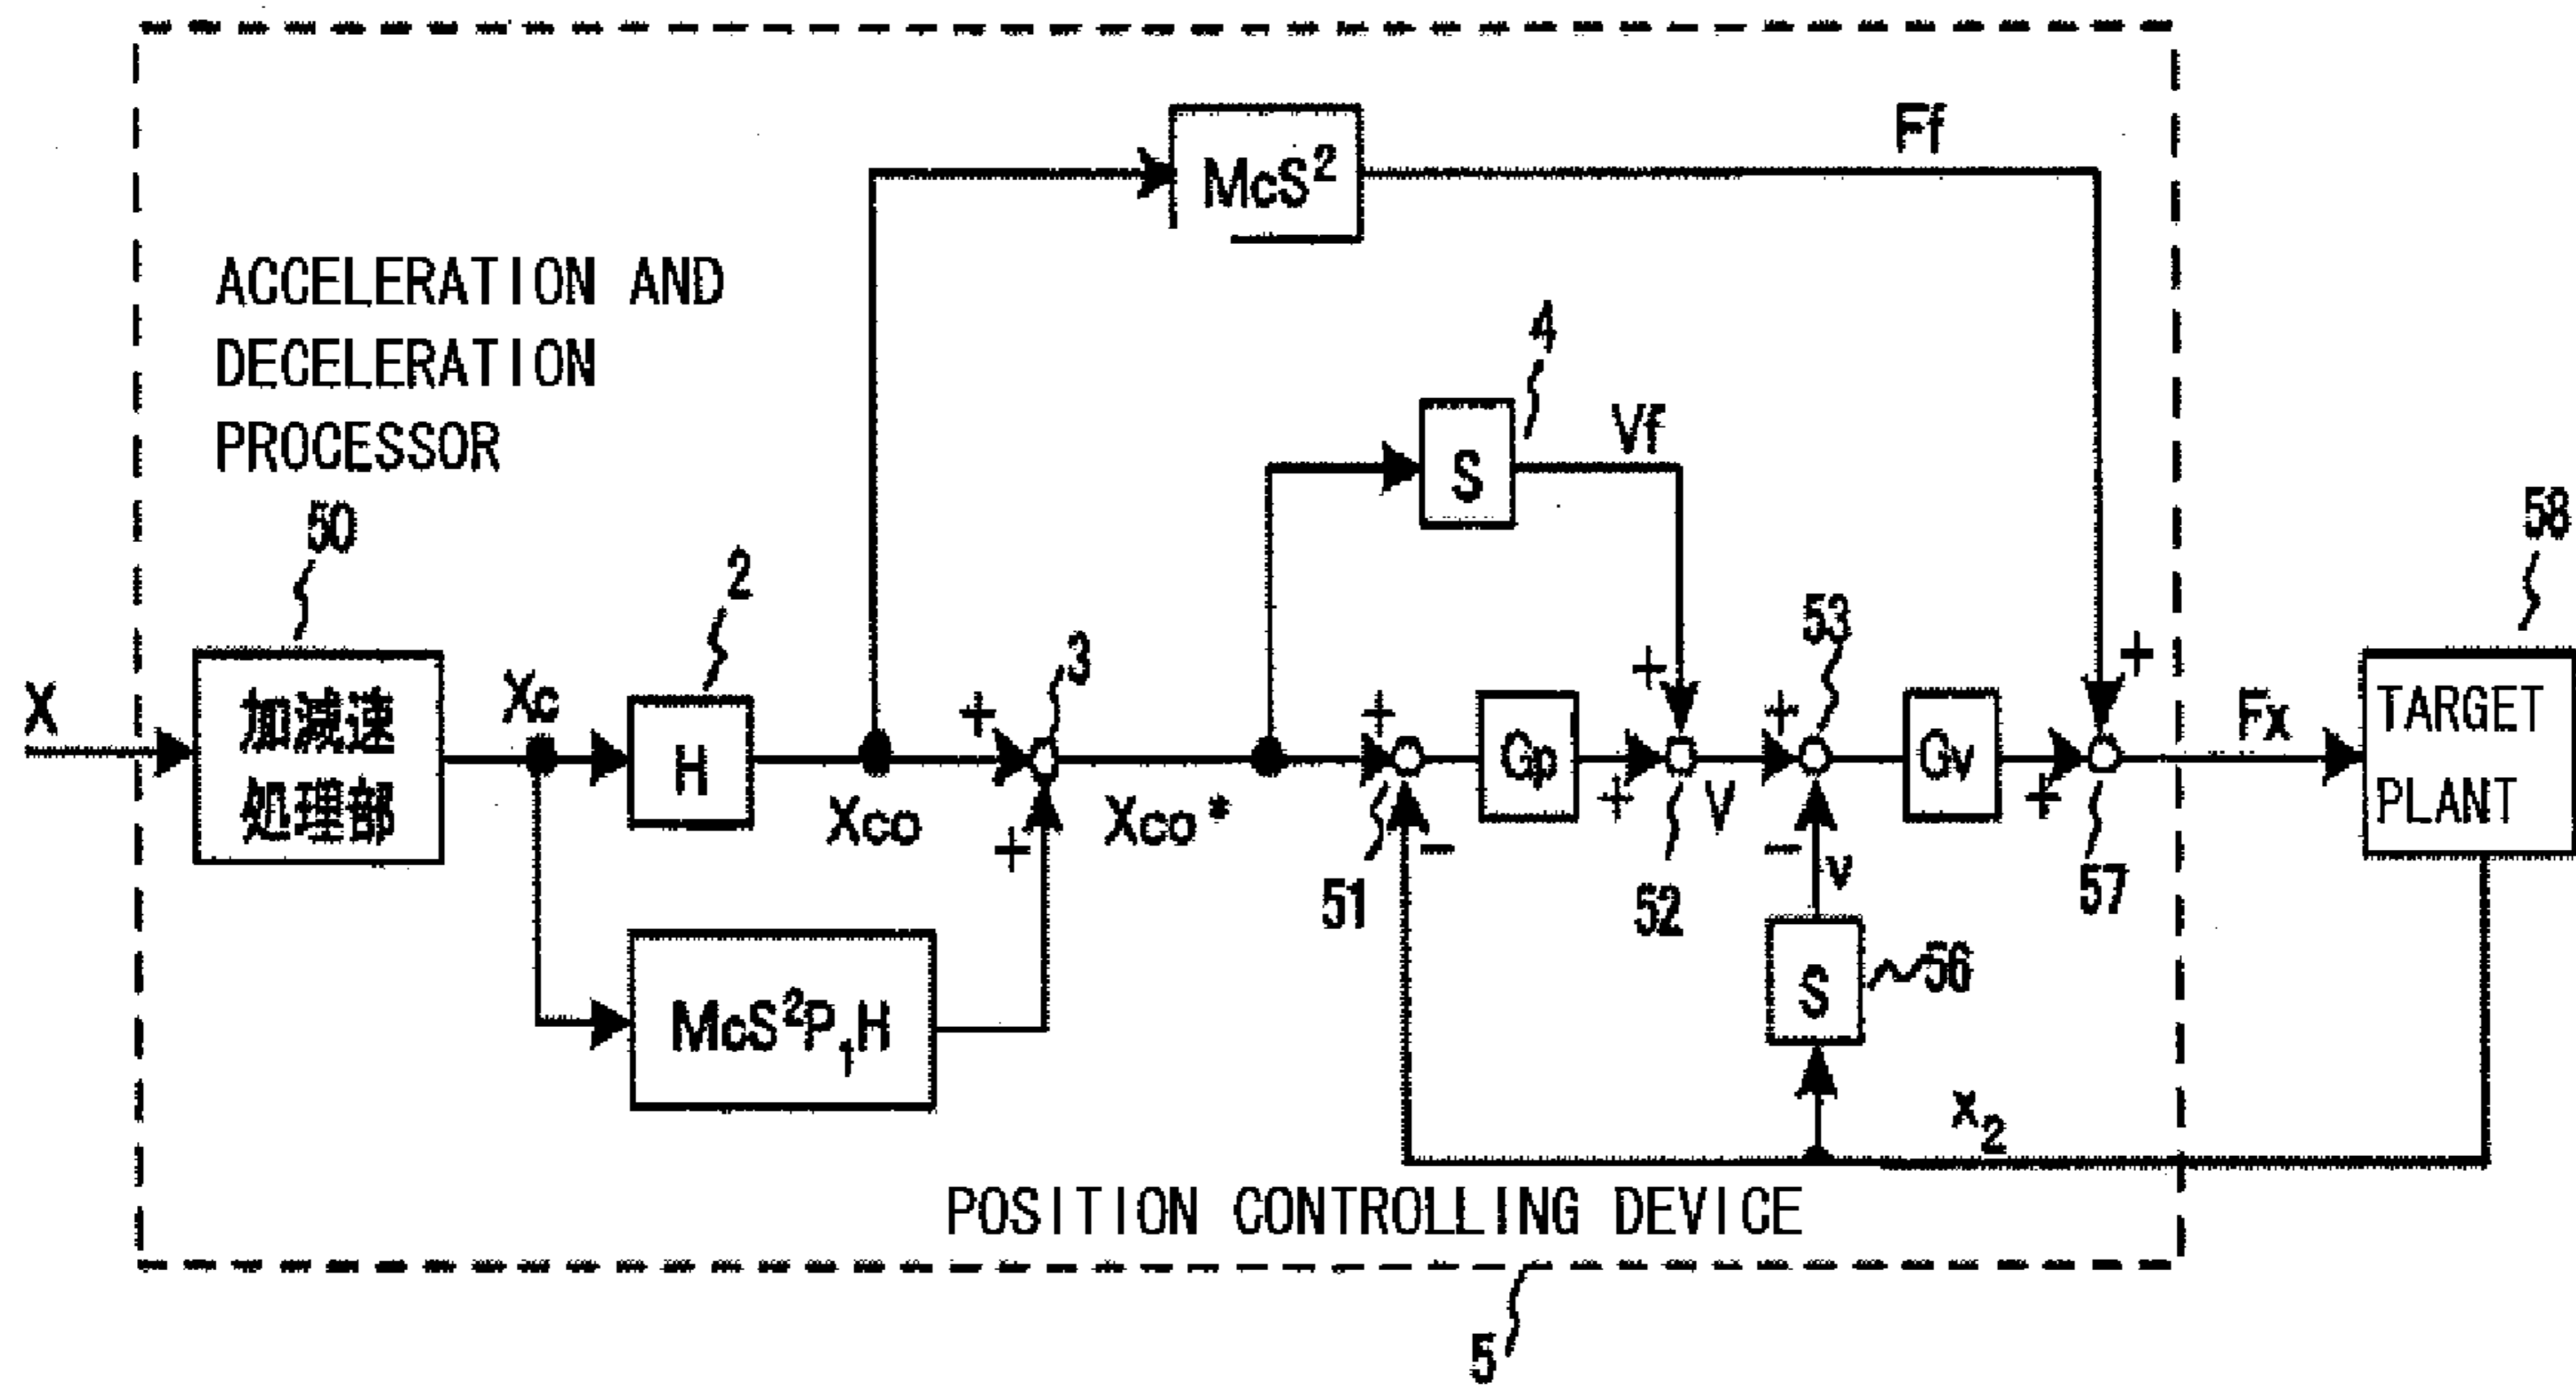 McS²
Ff
ACCELERATION AND
DECELERATION
PROCESSOR
4
Vf
S
50
2
3
53
58
X
加減速
処理部
Xc
H
+
Xco
+
Xco*
+
-
51
Gp
+
+
52
V
+
-
v
Gv
+
+
57
Fx
TARGET
PLANT
McS²P₁H
S
56
x₂
POSITION CONTROLLING DEVICE
5